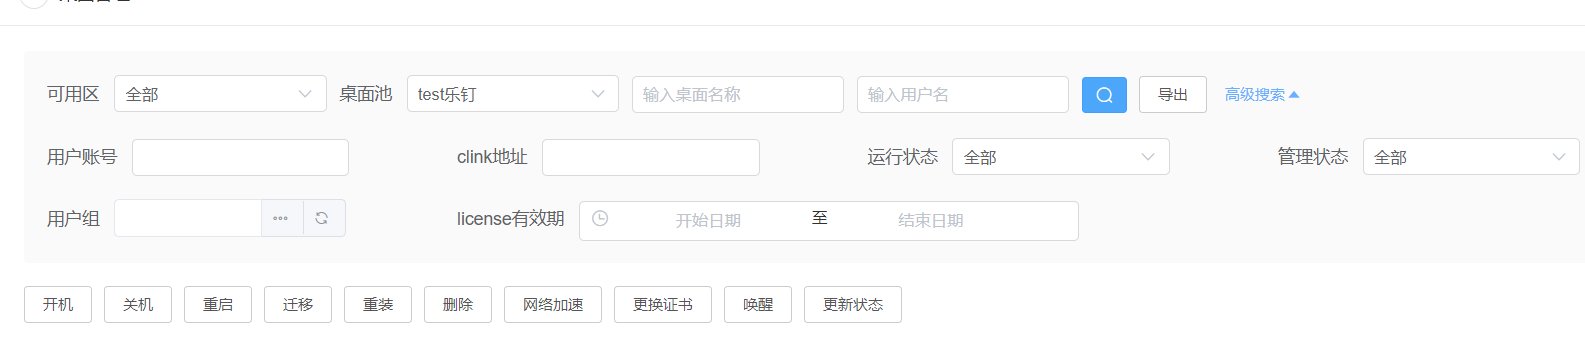 可用区 全部 桌面池 test乐钉 输入桌面名称 输入用户名 导出 高级搜索
用户账号 clink地址 运行状态 全部 管理状态 全部
用户组 license有效期 开始日期 至 结束日期
开机 关机 重启 迁移 重装 删除 网络加速 更换证书 唤醒 更新状态